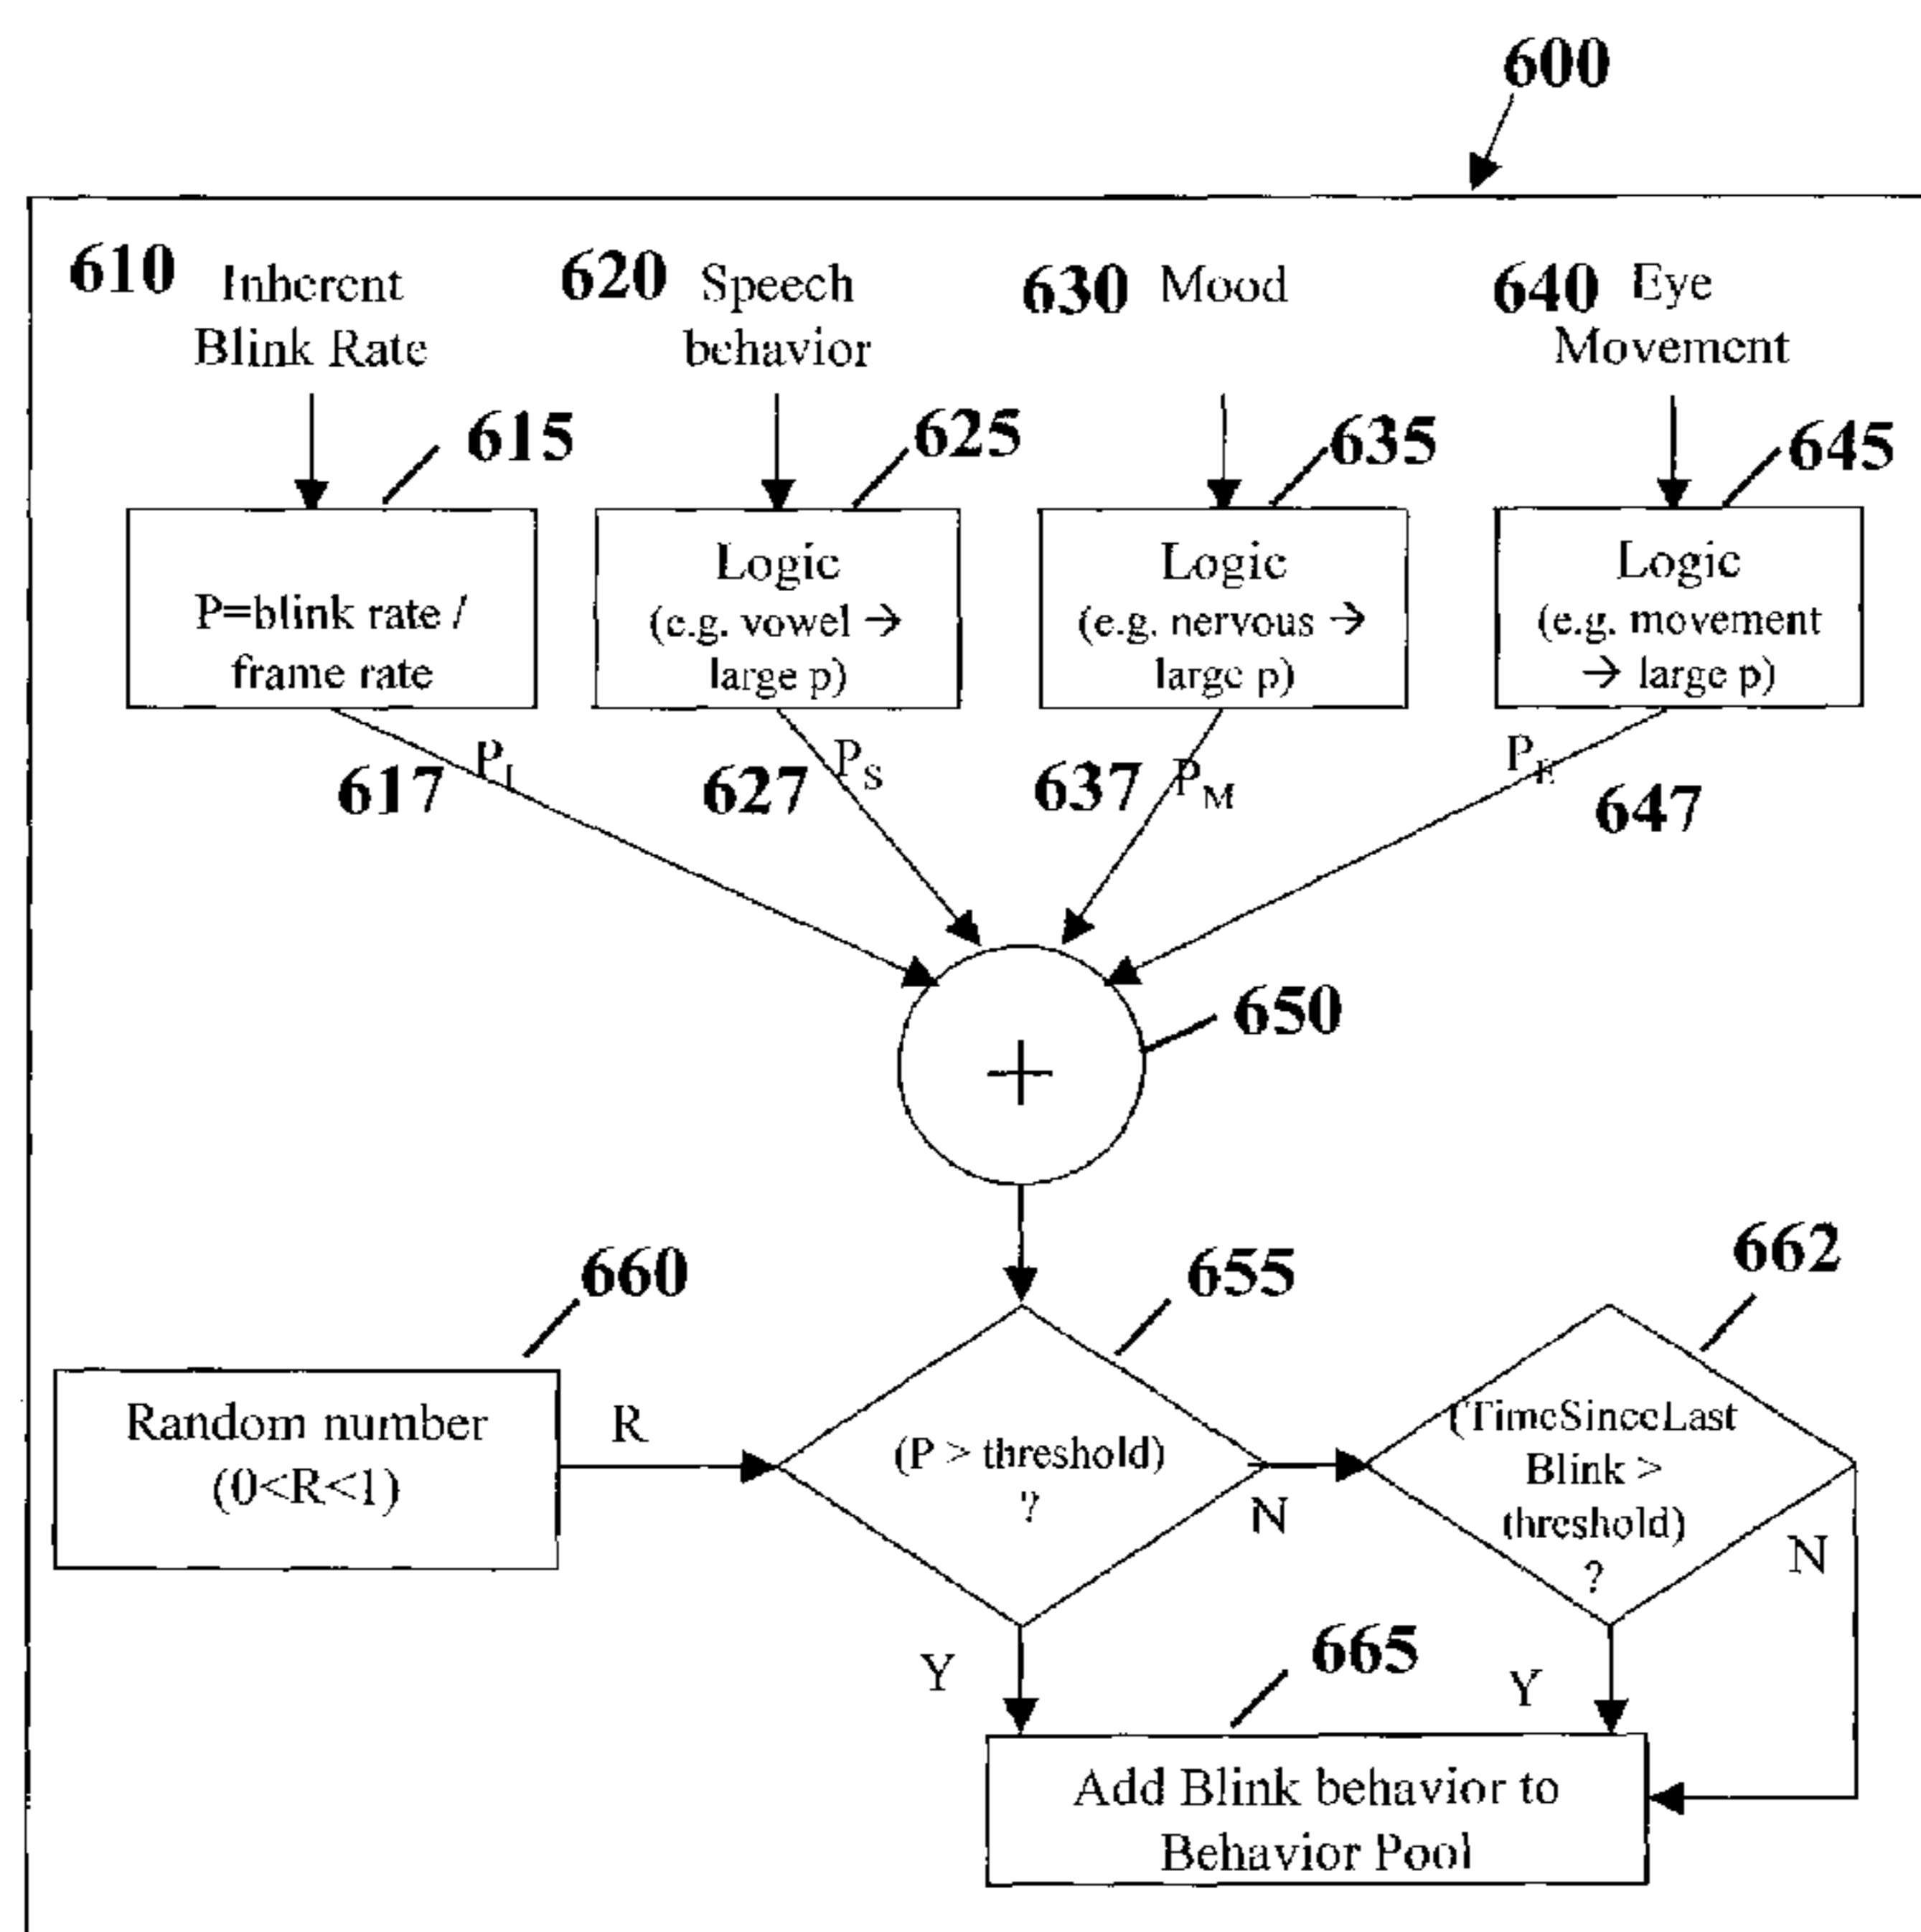 600
610 Inherent
Blink Rate
620 Speech
behavior
630 Mood
640 Eye
Movement
615
625
635
645
P=blink rate /
frame rate
Logic
(e.g. vowel →
large p)
Logic
(e.g. nervous →
large p)
Logic
(e.g. movement
→ large p)
P_I
617
P_S
627
P_M
637
P_E
647
+
650
660
655
662
Random number
(0<R<1)
R
(P > threshold)
?
N
(TimeSinceLast
Blink >
threshold)
?
N
Y
665
Y
Add Blink behavior to
Behavior Pool